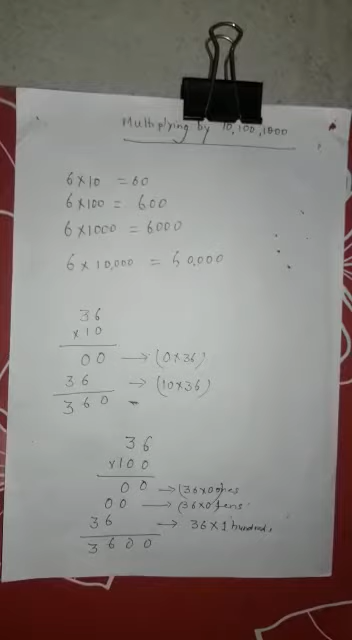 Multiplying by 10, 100, 1000
6 × 10 = 60
6 × 100 = 600
6 × 1000 = 6000
6 × 10,000 = 60,000
36
× 10
00 → (0 × 36)
36 → (10 × 36)
360
36
× 100
00 → (36 × 0) ones
00 → (36 × 0) tens
36 → 36 × 1 hundred,
3600